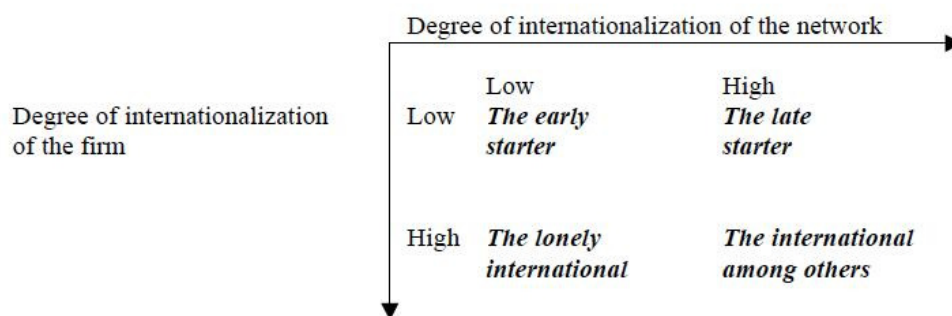 Degree of internationalization of the network
Low High
Degree of internationalization Low The early The late
of the firm starter starter
High The lonely The international
international among others